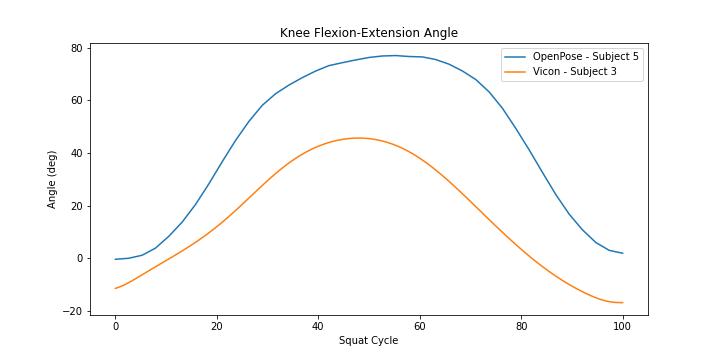 Knee Flexion-Extension Angle
OpenPose - Subject 5
Vicon - Subject 3
Angle (deg)
80
60
40
20
0
−20
0 20 40 60 80 100
Squat Cycle